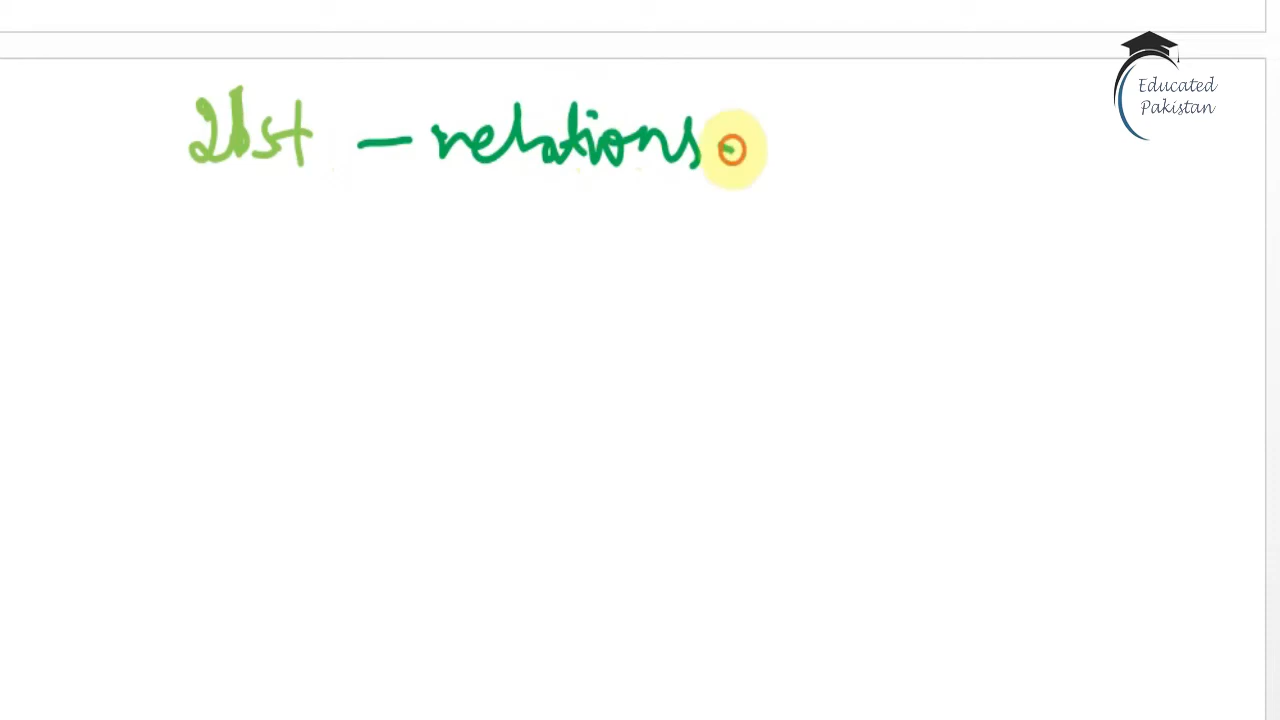 21st – relations
Educated
Pakistan